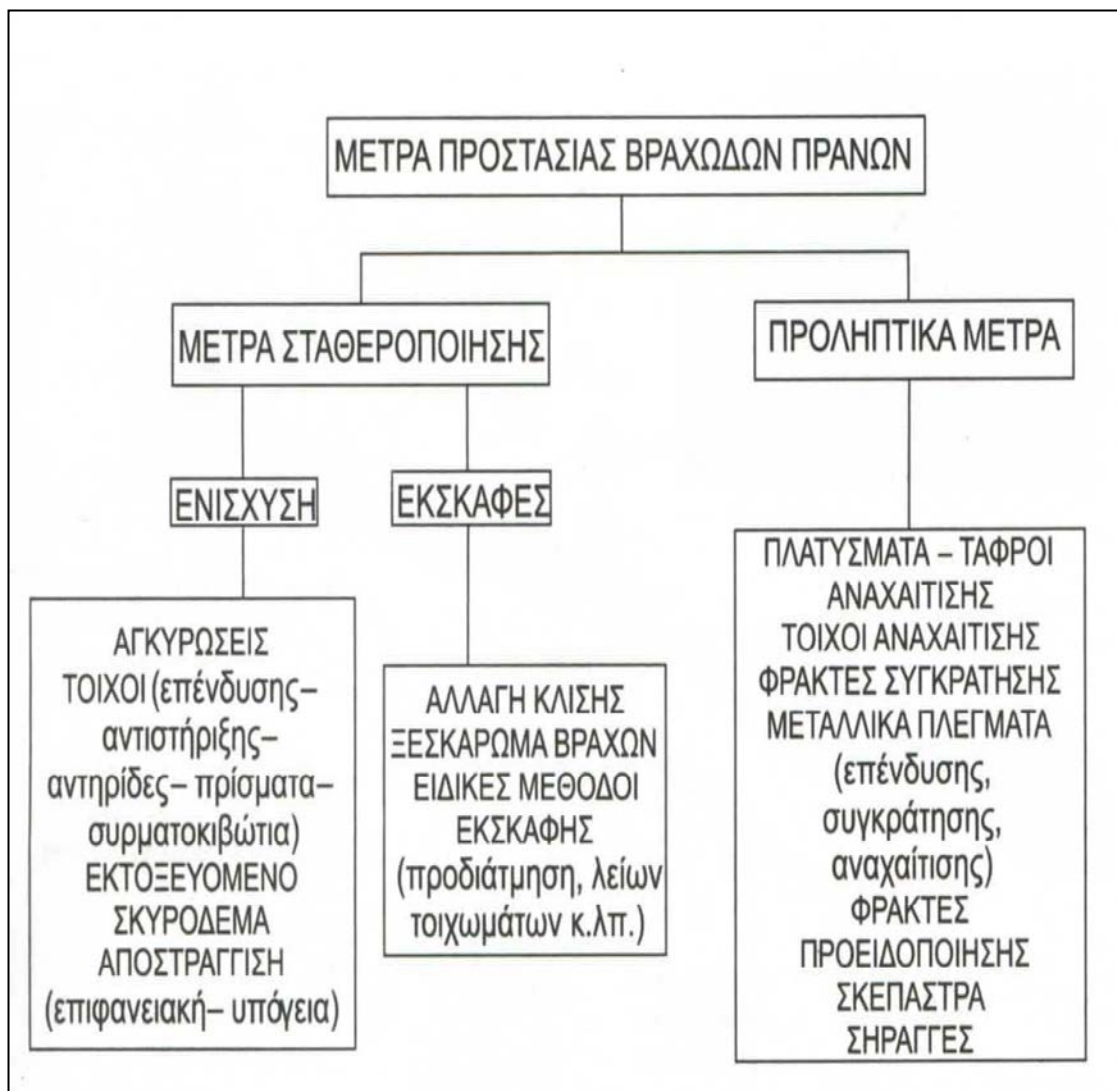 ΜΕΤΡΑ ΠΡΟΣΤΑΣΙΑΣ ΒΡΑΧΩΔΩΝ ΠΡΑΝΩΝ
ΜΕΤΡΑ ΣΤΑΘΕΡΟΠΟΙΗΣΗΣ
ΠΡΟΛΗΠΤΙΚΑ ΜΕΤΡΑ
ΕΝΙΣΧΥΣΗ
ΕΚΣΚΑΦΕΣ
ΑΓΚΥΡΩΣΕΙΣ
ΤΟΙΧΟΙ (επένδυσης–
αντιστήριξης–
αντηρίδες– πρίσματα–
συρματοκιβώτια)
ΕΚΤΟΞΕΥΟΜΕΝΟ
ΣΚΥΡΟΔΕΜΑ
ΑΠΟΣΤΡΑΓΓΙΣΗ
(επιφανειακή– υπόγεια)
ΑΛΛΑΓΗ ΚΛΙΣΗΣ
ΞΕΣΚΑΡΩΜΑ ΒΡΑΧΩΝ
ΕΙΔΙΚΕΣ ΜΕΘΟΔΟΙ
ΕΚΣΚΑΦΗΣ
(προδιάτμηση, λείων
τοιχωμάτων κ.λπ.)
ΠΛΑΤΥΣΜΑΤΑ – ΤΑΦΡΟΙ
ΑΝΑΧΑΙΤΙΣΗΣ
ΤΟΙΧΟΙ ΑΝΑΧΑΙΤΙΣΗΣ
ΦΡΑΚΤΕΣ ΣΥΓΚΡΑΤΗΣΗΣ
ΜΕΤΑΛΛΙΚΑ ΠΛΕΓΜΑΤΑ
(επένδυσης,
συγκράτησης,
αναχαίτισης)
ΦΡΑΚΤΕΣ
ΠΡΟΕΙΔΟΠΟΙΗΣΗΣ
ΣΚΕΠΑΣΤΡΑ
ΣΗΡΑΓΓΕΣ